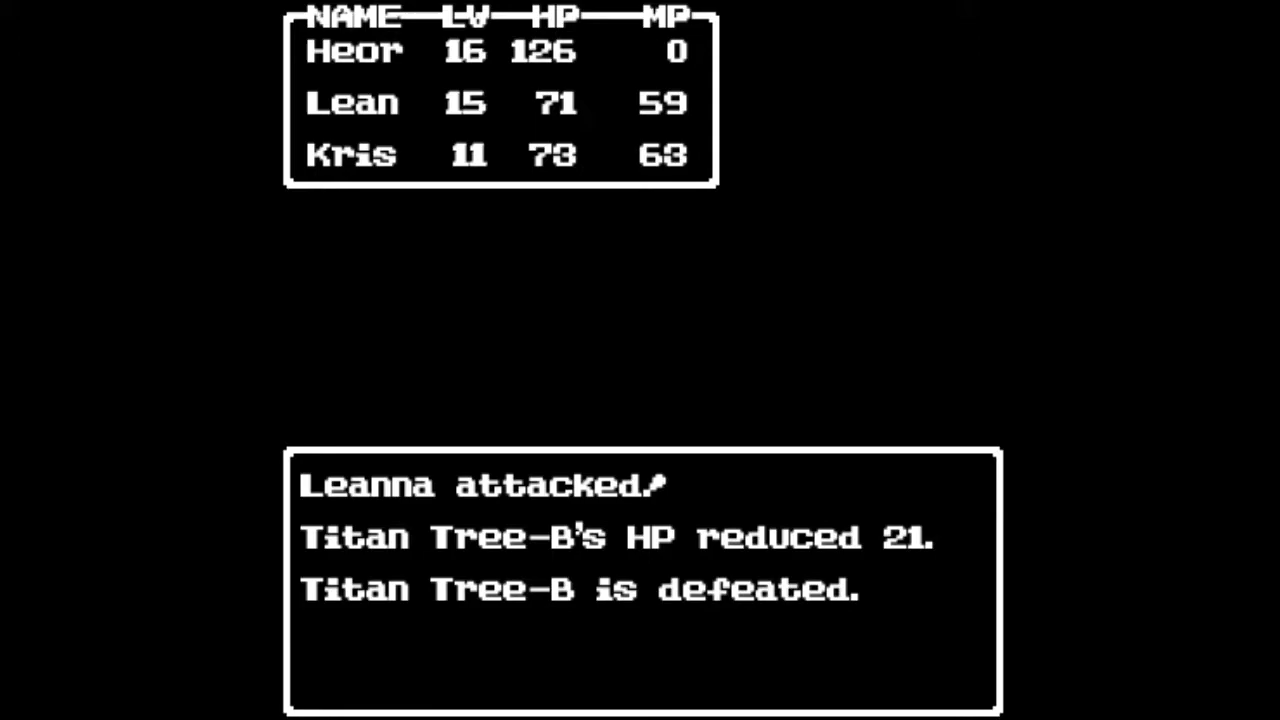 NAME LV HP MP
Heor 16 126 0
Lean 15 71 59
Kris 11 73 63
Leanna attacked!
Titan Tree-B's HP reduced 21.
Titan Tree-B is defeated.